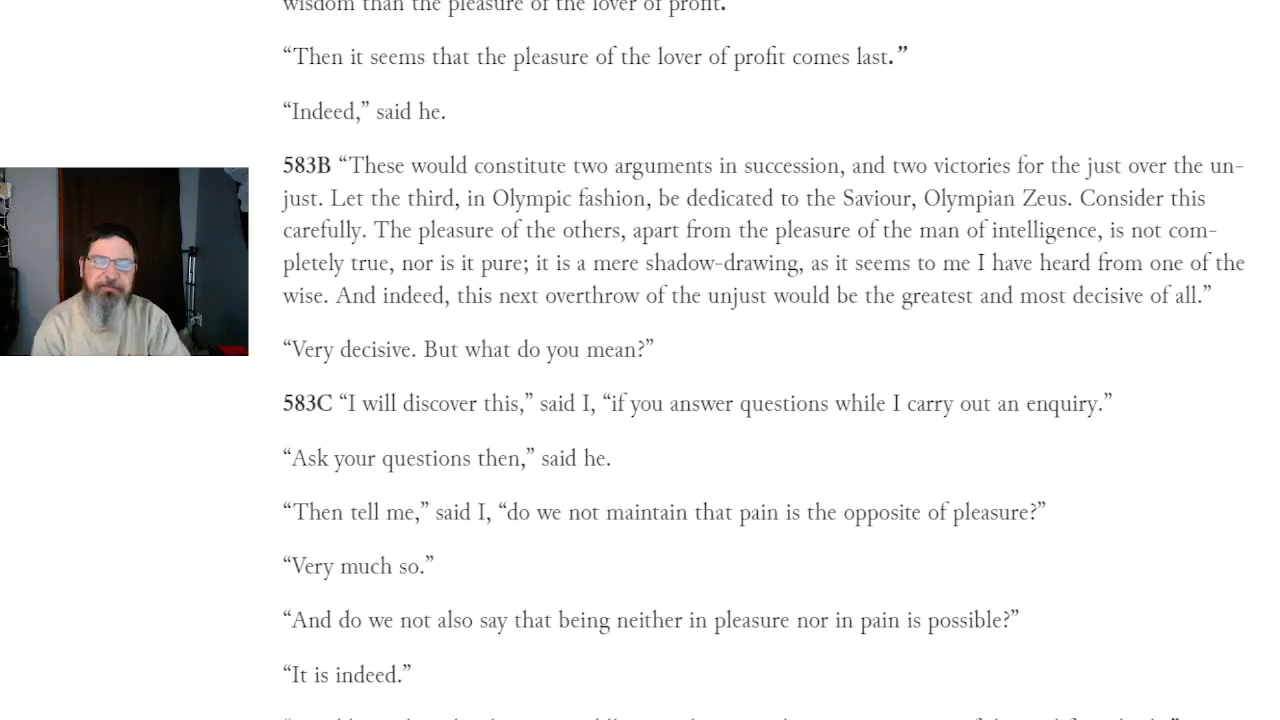 wisdom than the pleasure of the lover of profit.
“Then it seems that the pleasure of the lover of profit comes last.”
“Indeed,” said he.
583B “These would constitute two arguments in succession, and two victories for the just over the un-
just. Let the third, in Olympic fashion, be dedicated to the Saviour, Olympian Zeus. Consider this
carefully. The pleasure of the others, apart from the pleasure of the man of intelligence, is not com-
pletely true, nor is it pure; it is a mere shadow-drawing, as it seems to me I have heard from one of the
wise. And indeed, this next overthrow of the unjust would be the greatest and most decisive of all.”
“Very decisive. But what do you mean?”
583C “I will discover this,” said I, “if you answer questions while I carry out an enquiry.”
“Ask your questions then,” said he.
“Then tell me,” said I, “do we not maintain that pain is the opposite of pleasure?”
“Very much so.”
“And do we not also say that being neither in pleasure nor in pain is possible?”
“It is indeed.”